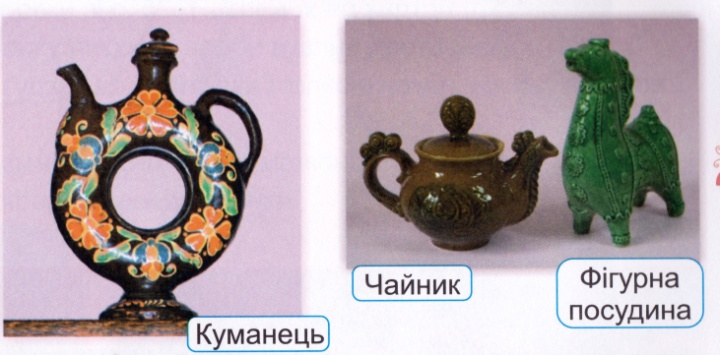 Куманець
Чайник
Фігурна
посудина